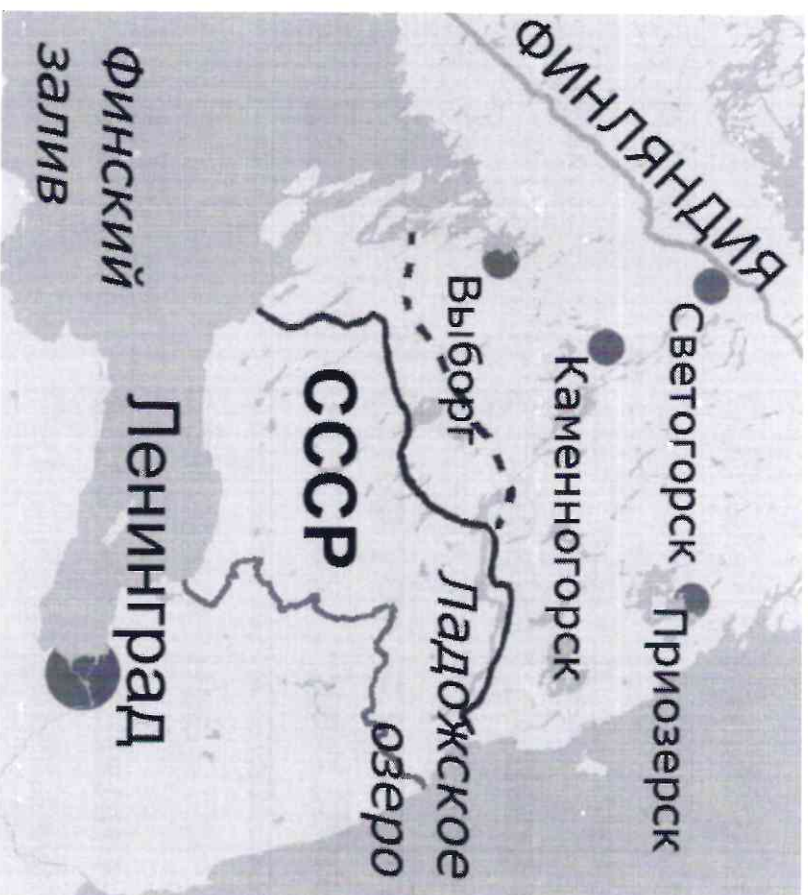 ФИНЛЯНДИЯ
Светогорск
Приозерск
Каменногорск
Выборг
Ладожское
озеро
СССР
Ленинград
Финский
залив